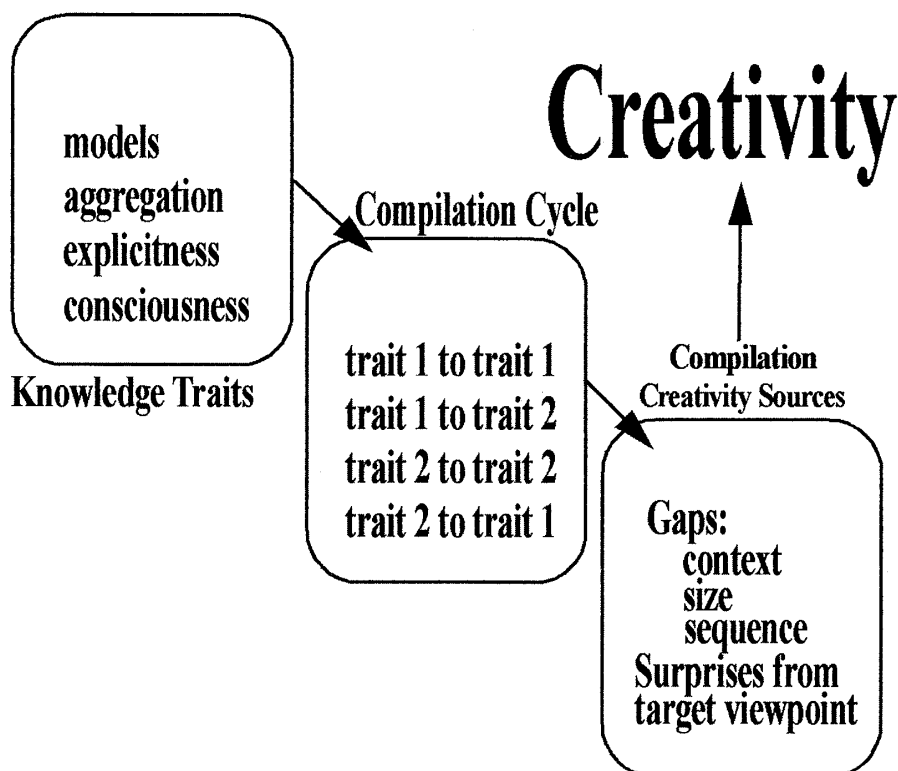 models
aggregation
explicitness
consciousness
Knowledge Traits
Compilation Cycle
trait 1 to trait 1
trait 1 to trait 2
trait 2 to trait 2
trait 2 to trait 1
Creativity
Compilation
Creativity Sources
Gaps:
context
size
sequence
Surprises from
target viewpoint